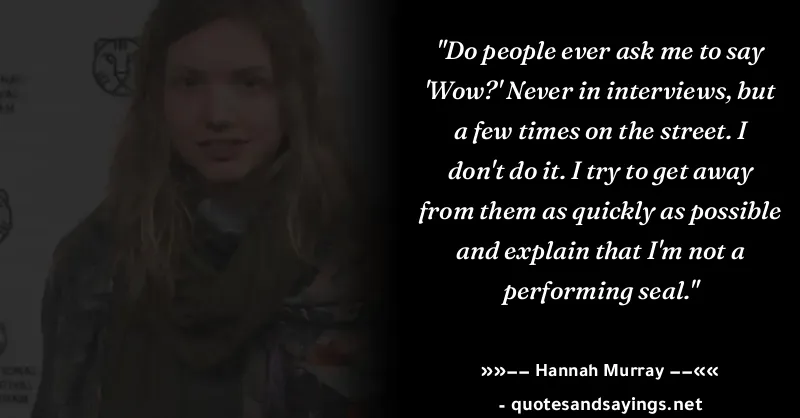 "Do people ever ask me to say
'Wow?' Never in interviews, but
a few times on the street. I
don't do it. I try to get away
from them as quickly as possible
and explain that I'm not a
performing seal."
»»–– Hannah Murray ––««
- quotesandsayings.net